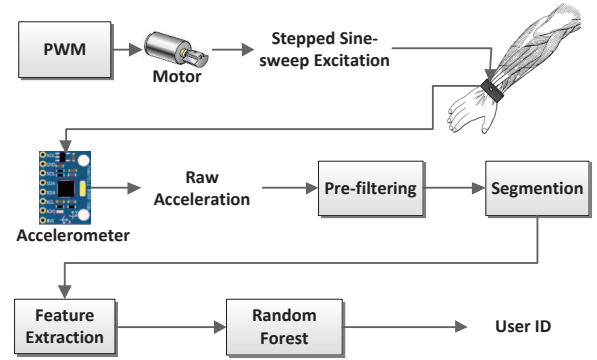 PWM
Motor
Stepped Sine-
sweep Excitation
Accelerometer
Raw
Acceleration
Pre-filtering
Segmention
Feature
Extraction
Random
Forest
User ID